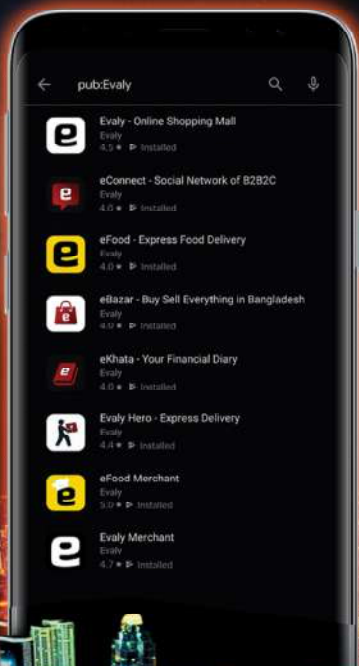 pub:Evaly
Evaly - Online Shopping Mall
Evaly
4.5 ★ Installed
eConnect - Social Network of B2B2C
Evaly
4.0 ★ Installed
eFood - Express Food Delivery
Evaly
4.0 ★ Installed
eBazar - Buy Sell Everything in Bangladesh
Evaly
4.0 ★ Installed
eKhata - Your Financial Diary
Evaly
4.0 ★ Installed
Evaly Hero - Express Delivery
Evaly
4.4 ★ Installed
eFood Merchant
Evaly
5.0 ★ Installed
Evaly Merchant
Evaly
4.7 ★ Installed